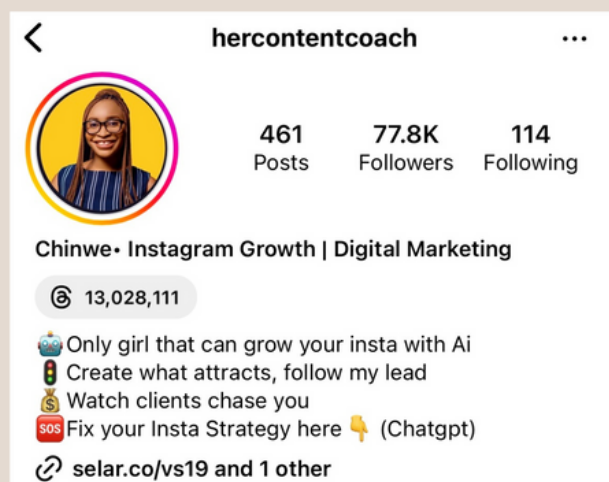 hercontentcoach
461 77.8K 114
Posts Followers Following
Chinwe• Instagram Growth | Digital Marketing
13,028,111
🤖Only girl that can grow your insta with Ai
🚦Create what attracts, follow my lead
💰Watch clients chase you
🆘Fix your Insta Strategy here 👇 (Chatgpt)
selar.co/vs19 and 1 other